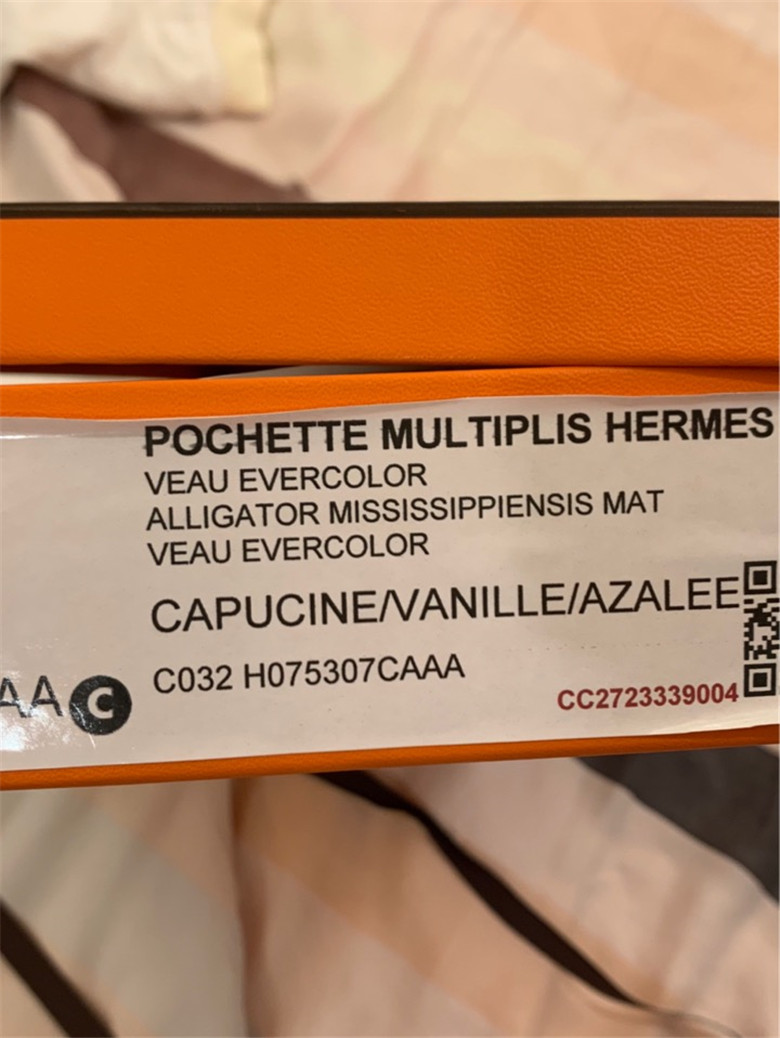 POCHETTE MULTIPLIS HERMES
VEAU EVERCOLOR
ALLIGATOR MISSISSIPPIENSIS MAT
VEAU EVERCOLOR
CAPUCINE/VANILLE/AZALEE
C032 H075307CAAA
AA C
CC2723339004